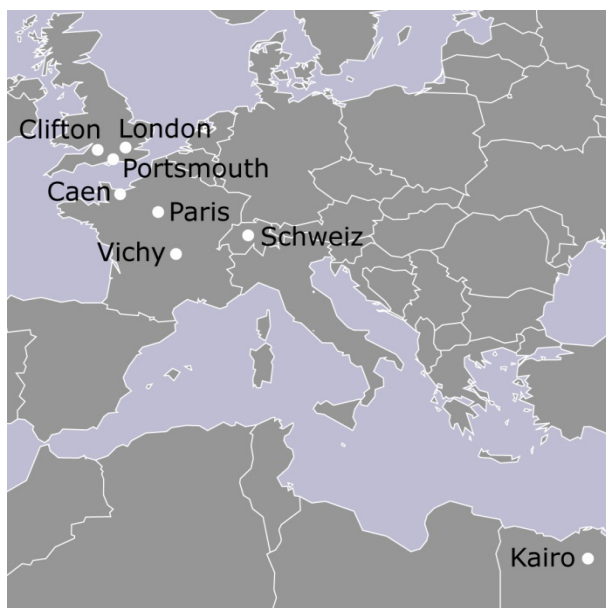 Clifton
London
Portsmouth
Caen
Paris
Vichy
Schweiz
Kairo